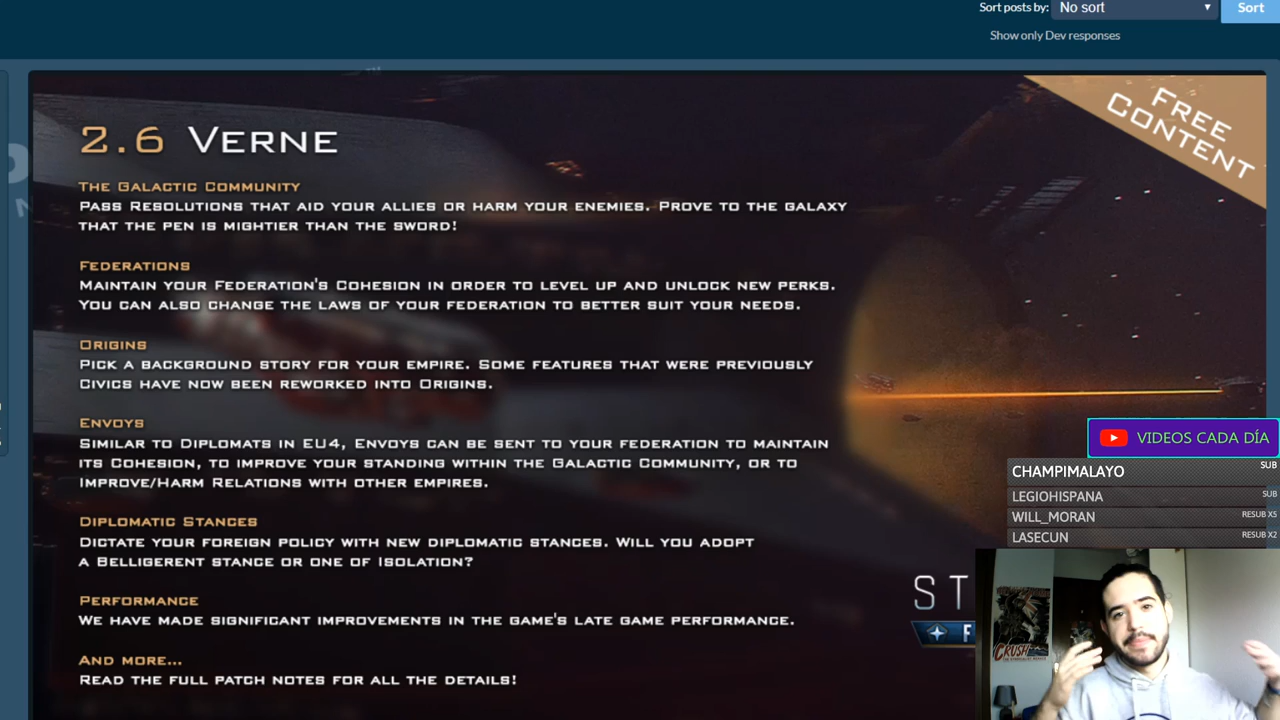 Sort posts by: No sort Sort
Show only Dev responses
FREE
CONTENT
2.6 VERNE
THE GALACTIC COMMUNITY
PASS RESOLUTIONS THAT AID YOUR ALLIES OR HARM YOUR ENEMIES. PROVE TO THE GALAXY
THAT THE PEN IS MIGHTIER THAN THE SWORD!
FEDERATIONS
MAINTAIN YOUR FEDERATION'S COHESION IN ORDER TO LEVEL UP AND UNLOCK NEW PERKS.
YOU CAN ALSO CHANGE THE LAWS OF YOUR FEDERATION TO BETTER SUIT YOUR NEEDS.
ORIGINS
PICK A BACKGROUND STORY FOR YOUR EMPIRE. SOME FEATURES THAT WERE PREVIOUSLY
CIVICS HAVE NOW BEEN REWORKED INTO ORIGINS.
ENVOYS
SIMILAR TO DIPLOMATS IN EU4, ENVOYS CAN BE SENT TO YOUR FEDERATION TO MAINTAIN
ITS COHESION, TO IMPROVE YOUR STANDING WITHIN THE GALACTIC COMMUNITY, OR TO
IMPROVE/HARM RELATIONS WITH OTHER EMPIRES.
DIPLOMATIC STANCES
DICTATE YOUR FOREIGN POLICY WITH NEW DIPLOMATIC STANCES. WILL YOU ADOPT
A BELLIGERENT STANCE OR ONE OF ISOLATION?
PERFORMANCE
WE HAVE MADE SIGNIFICANT IMPROVEMENTS IN THE GAME'S LATE GAME PERFORMANCE.
AND MORE...
READ THE FULL PATCH NOTES FOR ALL THE DETAILS!
VIDEOS CADA DÍA
CHAMPIMALAYO SUB
LEGIOHISPANA SUB
WILL_MORAN RESUB X5
LASECUN RESUB X2
ST
F
CRUSH